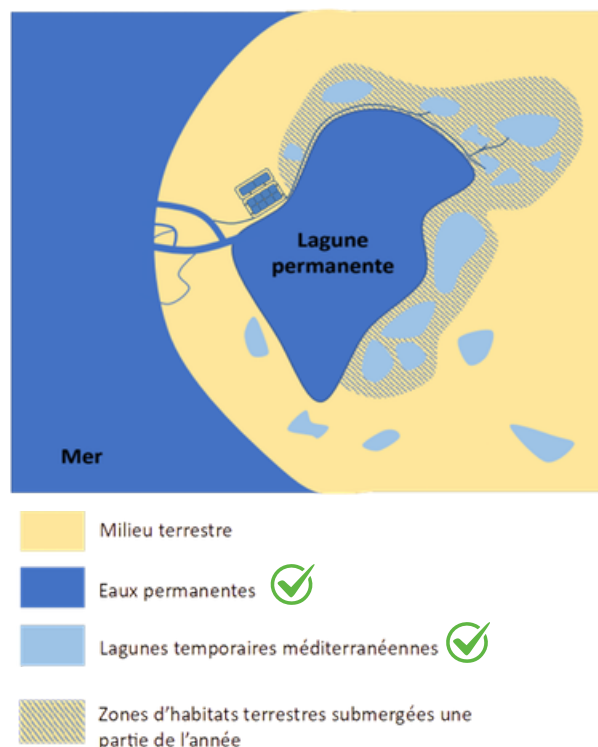 Lagune
permanente
Mer
Milieu terrestre
Eaux permanentes
Lagunes temporaires méditerranéennes
Zones d’habitats terrestres submergées une
partie de l’année